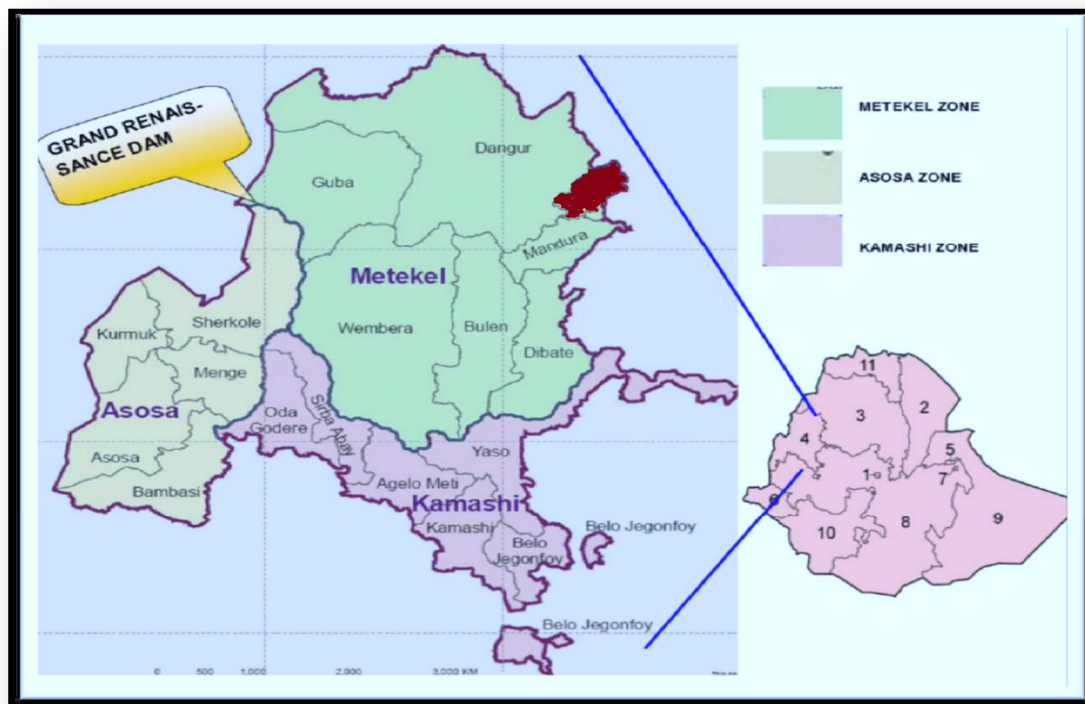 GRAND RENAIS-
SANCE DAM
Dangur
Guba
Mandura
Metekel
Wembera
Bulen
Dibate
Kurmuk
Sherkole
Menge
Asosa
Asosa
Bambasi
Oda
Godere
Sirba Abay
Yaso
Agelo Meti
Kamashi
Kamashi
Belo
Jegonfoy
Belo Jegonfoy
Belo Jegonfoy
0 500 1,000 2,000 3,000 KM
METEKEL ZONE
ASOSA ZONE
KAMASHI ZONE
11
3
2
4
5
1
7
6
8
9
10